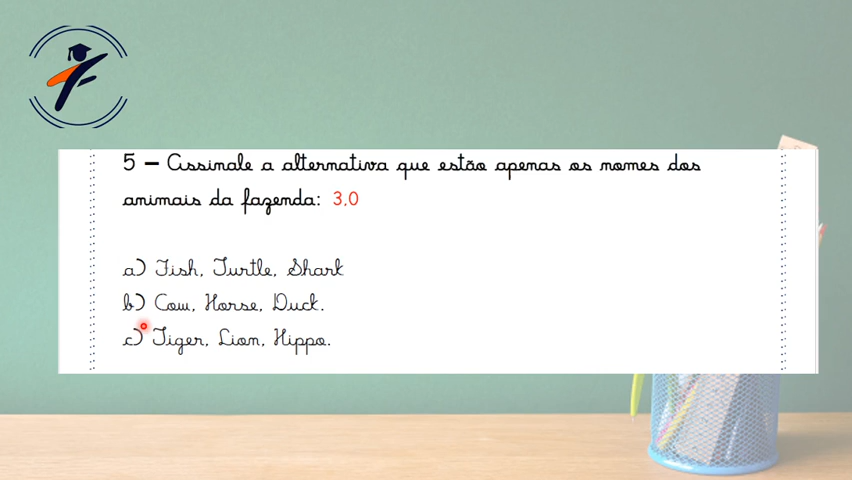 5 – Assinale a alternativa que estão apenas os nomes dos
animais da fazenda: 3,0
a) Fish, Turtle, Shark
b) Cow, Horse, Duck.
c) Tiger, Lion, Hippo.